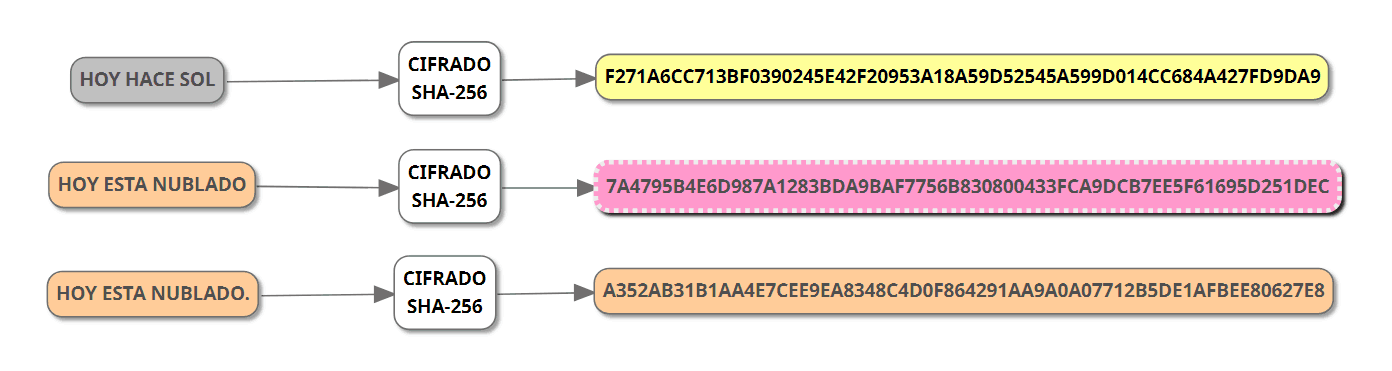 HOY HACE SOL
CIFRADO
SHA-256
F271A6CC713BF0390245E42F20953A18A59D52545A599D014CC684A427FD9DA9
HOY ESTA NUBLADO
CIFRADO
SHA-256
7A4795B4E6D987A1283BDA9BAF7756B830800433FCA9DCB7EE5F61695D251DEC
HOY ESTA NUBLADO.
CIFRADO
SHA-256
A352AB31B1AA4E7CEE9EA8348C4D0F864291AA9A0A07712B5DE1AFBEE80627E8